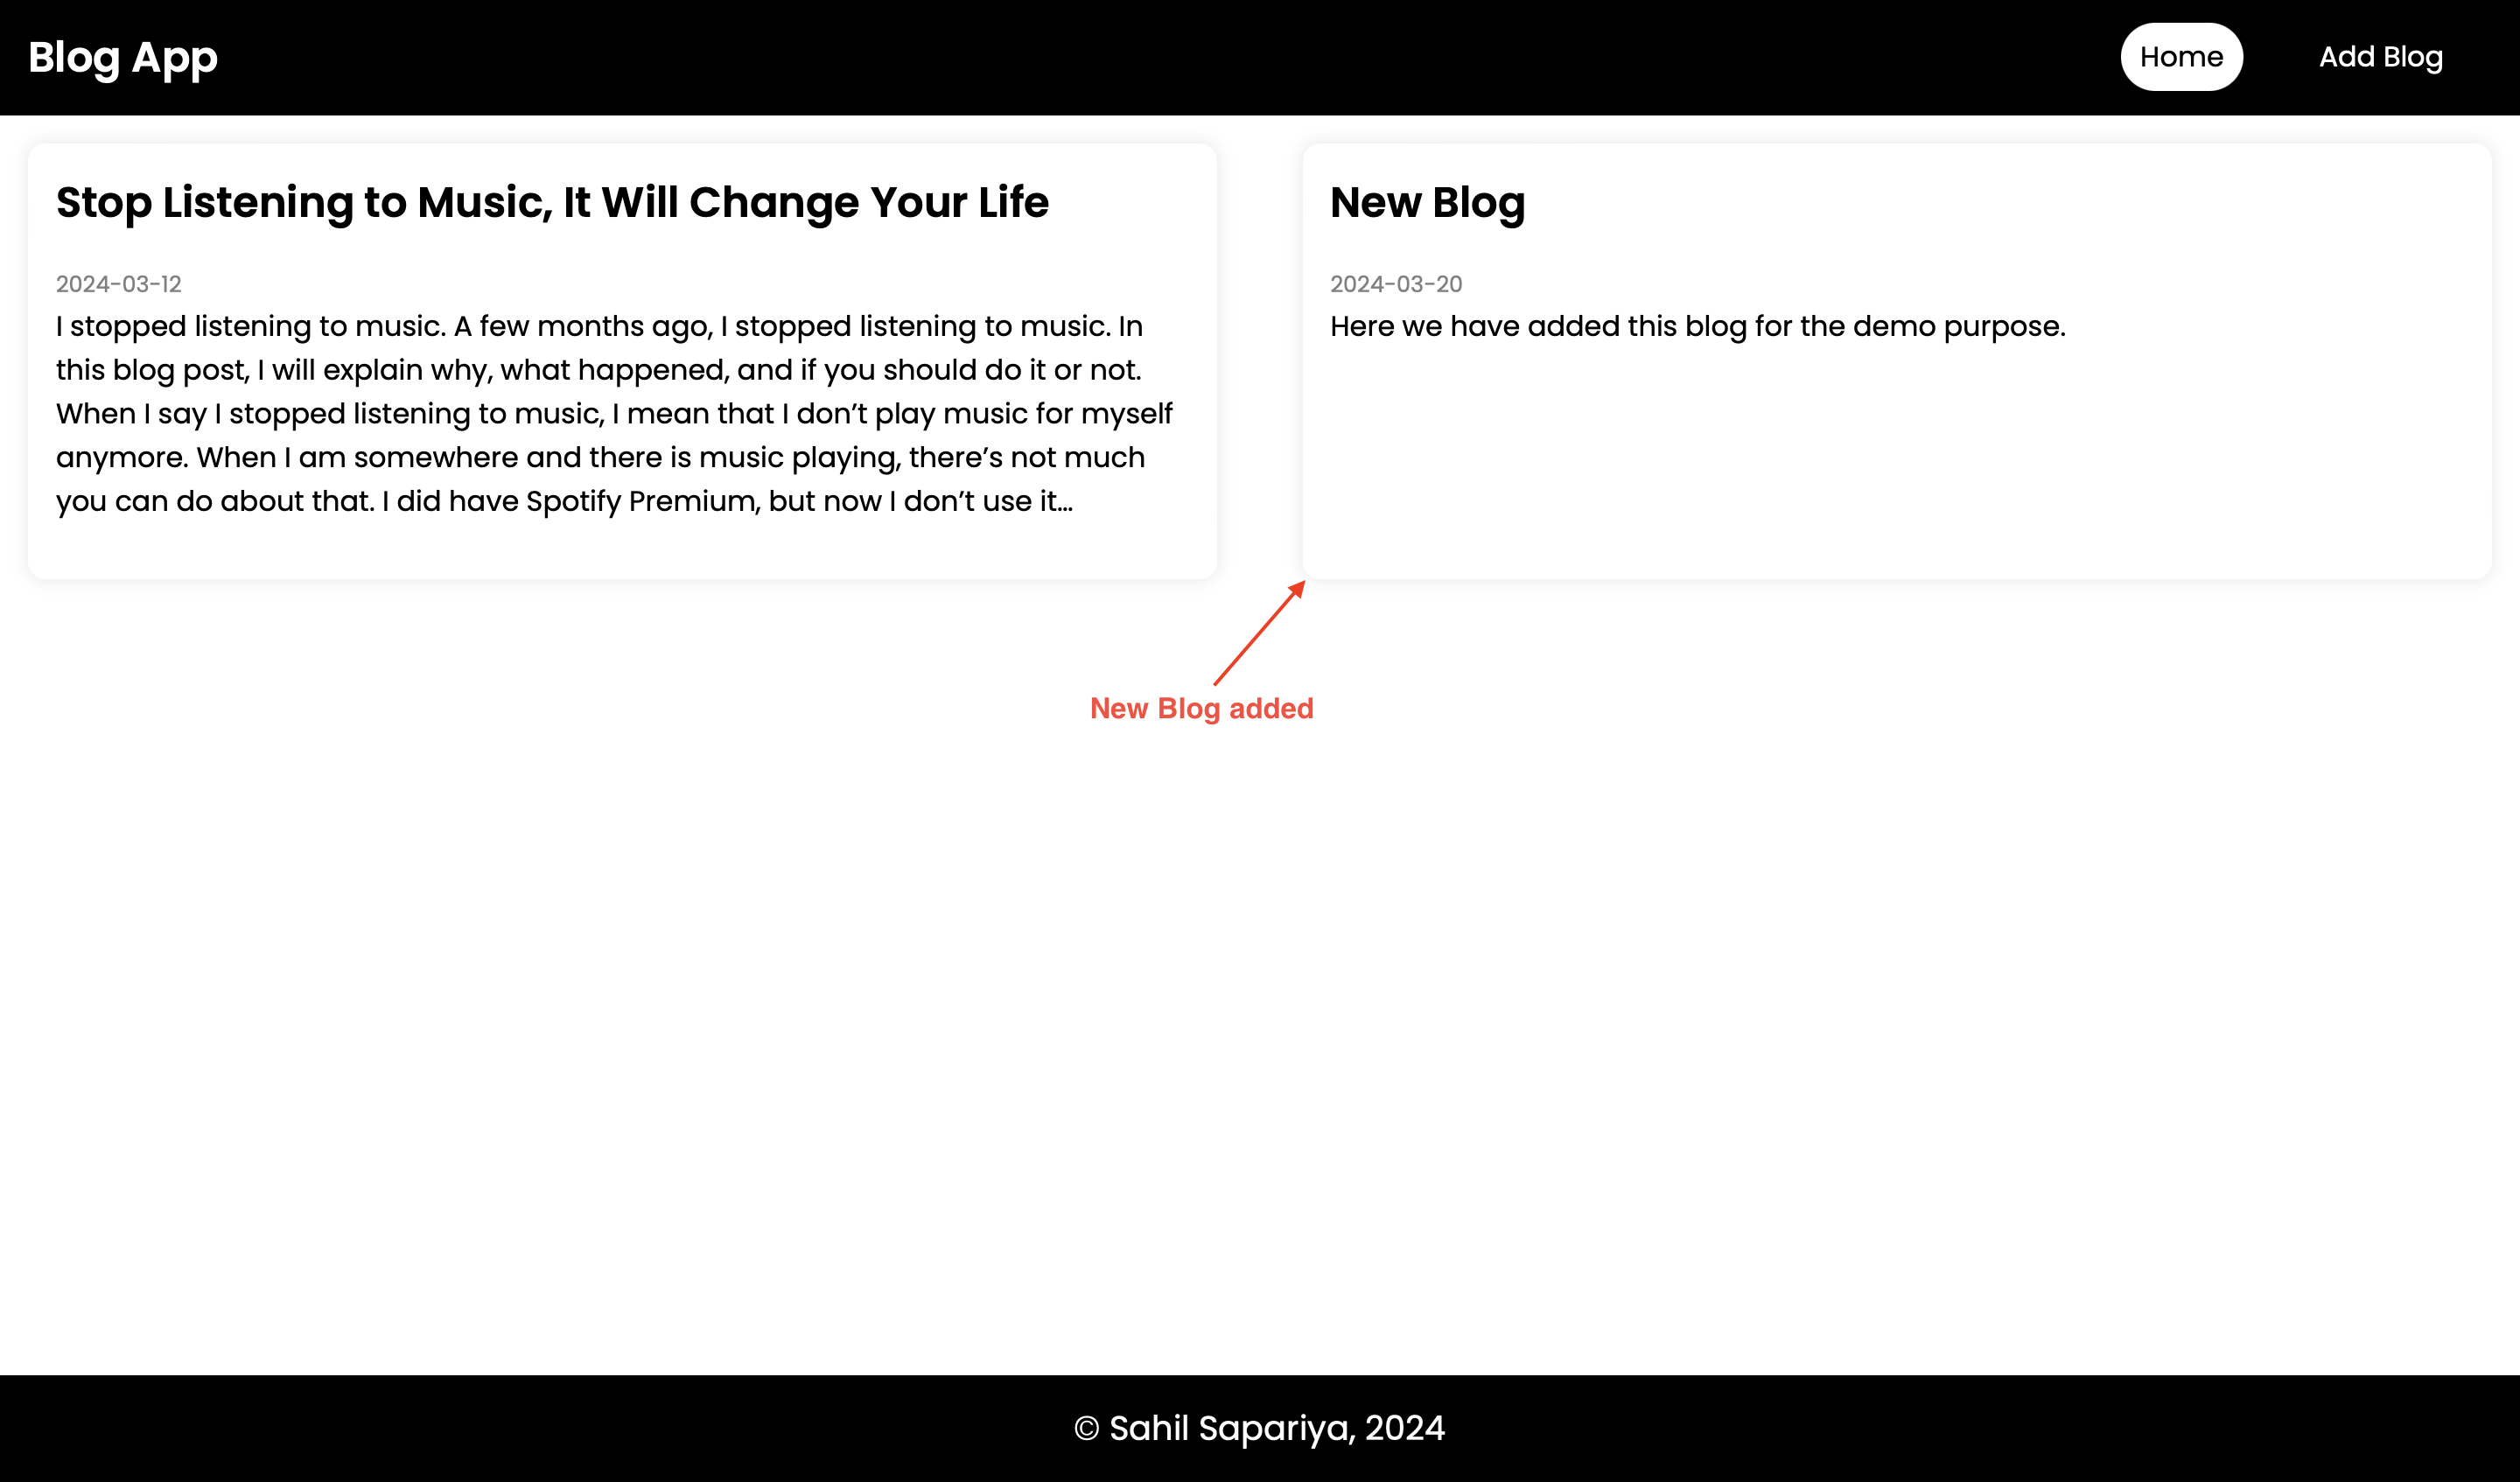 Blog App
Home
Add Blog
Stop Listening to Music, It Will Change Your Life
2024-03-12
I stopped listening to music. A few months ago, I stopped listening to music. In
this blog post, I will explain why, what happened, and if you should do it or not.
When I say I stopped listening to music, I mean that I don’t play music for myself
anymore. When I am somewhere and there is music playing, there’s not much
you can do about that. I did have Spotify Premium, but now I don’t use it...
New Blog
2024-03-20
Here we have added this blog for the demo purpose.
New Blog added
© Sahil Sapariya, 2024